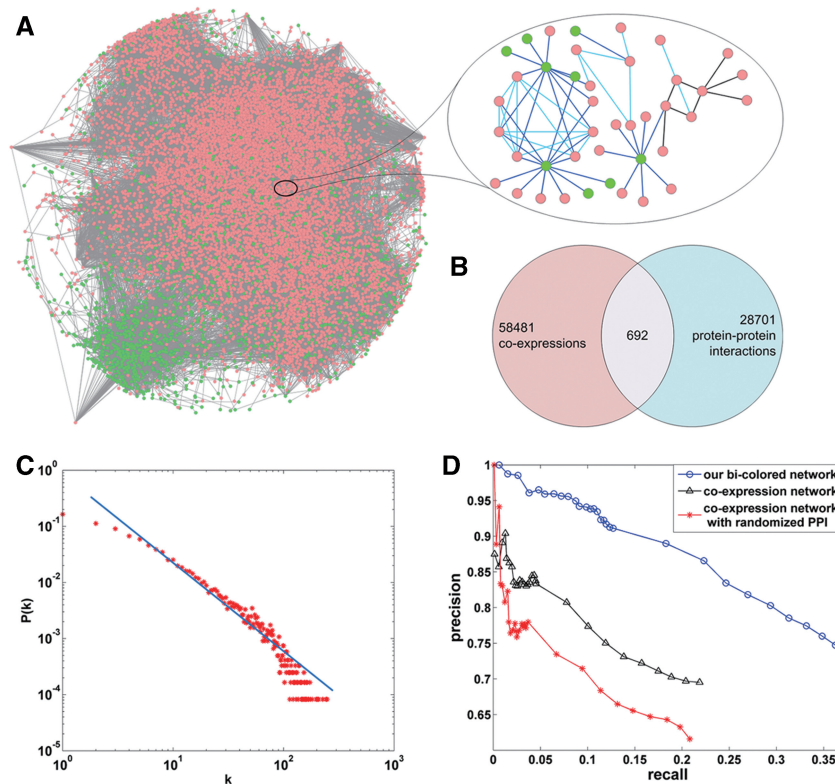 A
B
58481
co-expressions
692
28701
protein-protein
interactions
C
10^0
10^-1
10^-2
10^-3
10^-4
10^-5
P(k)
10^0
10^1
10^2
10^3
k
D
our bi-colored network
co-expression network
co-expression network
with randomized PPI
1
0.95
0.9
0.85
0.8
0.75
0.7
0.65
precision
0
0.05
0.1
0.15
0.2
0.25
0.3
0.35
recall